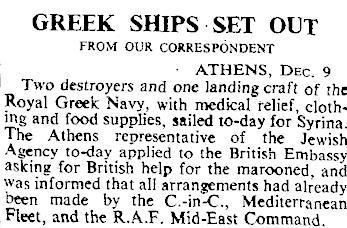 GREEK SHIPS SET OUT
FROM OUR CORRESPONDENT
ATHENS, DEC. 9
Two destroyers and one landing craft of the
Royal Greek Navy, with medical relief, cloth-
ing and food supplies, sailed to-day for Syrina.
The Athens representative of the Jewish
Agency to-day applied to the British Embassy
asking for British help for the marooned, and
was informed that all arrangements had already
been made by the C.-in-C., Mediterranean
Fleet, and the R.A.F. Mid-East Command.